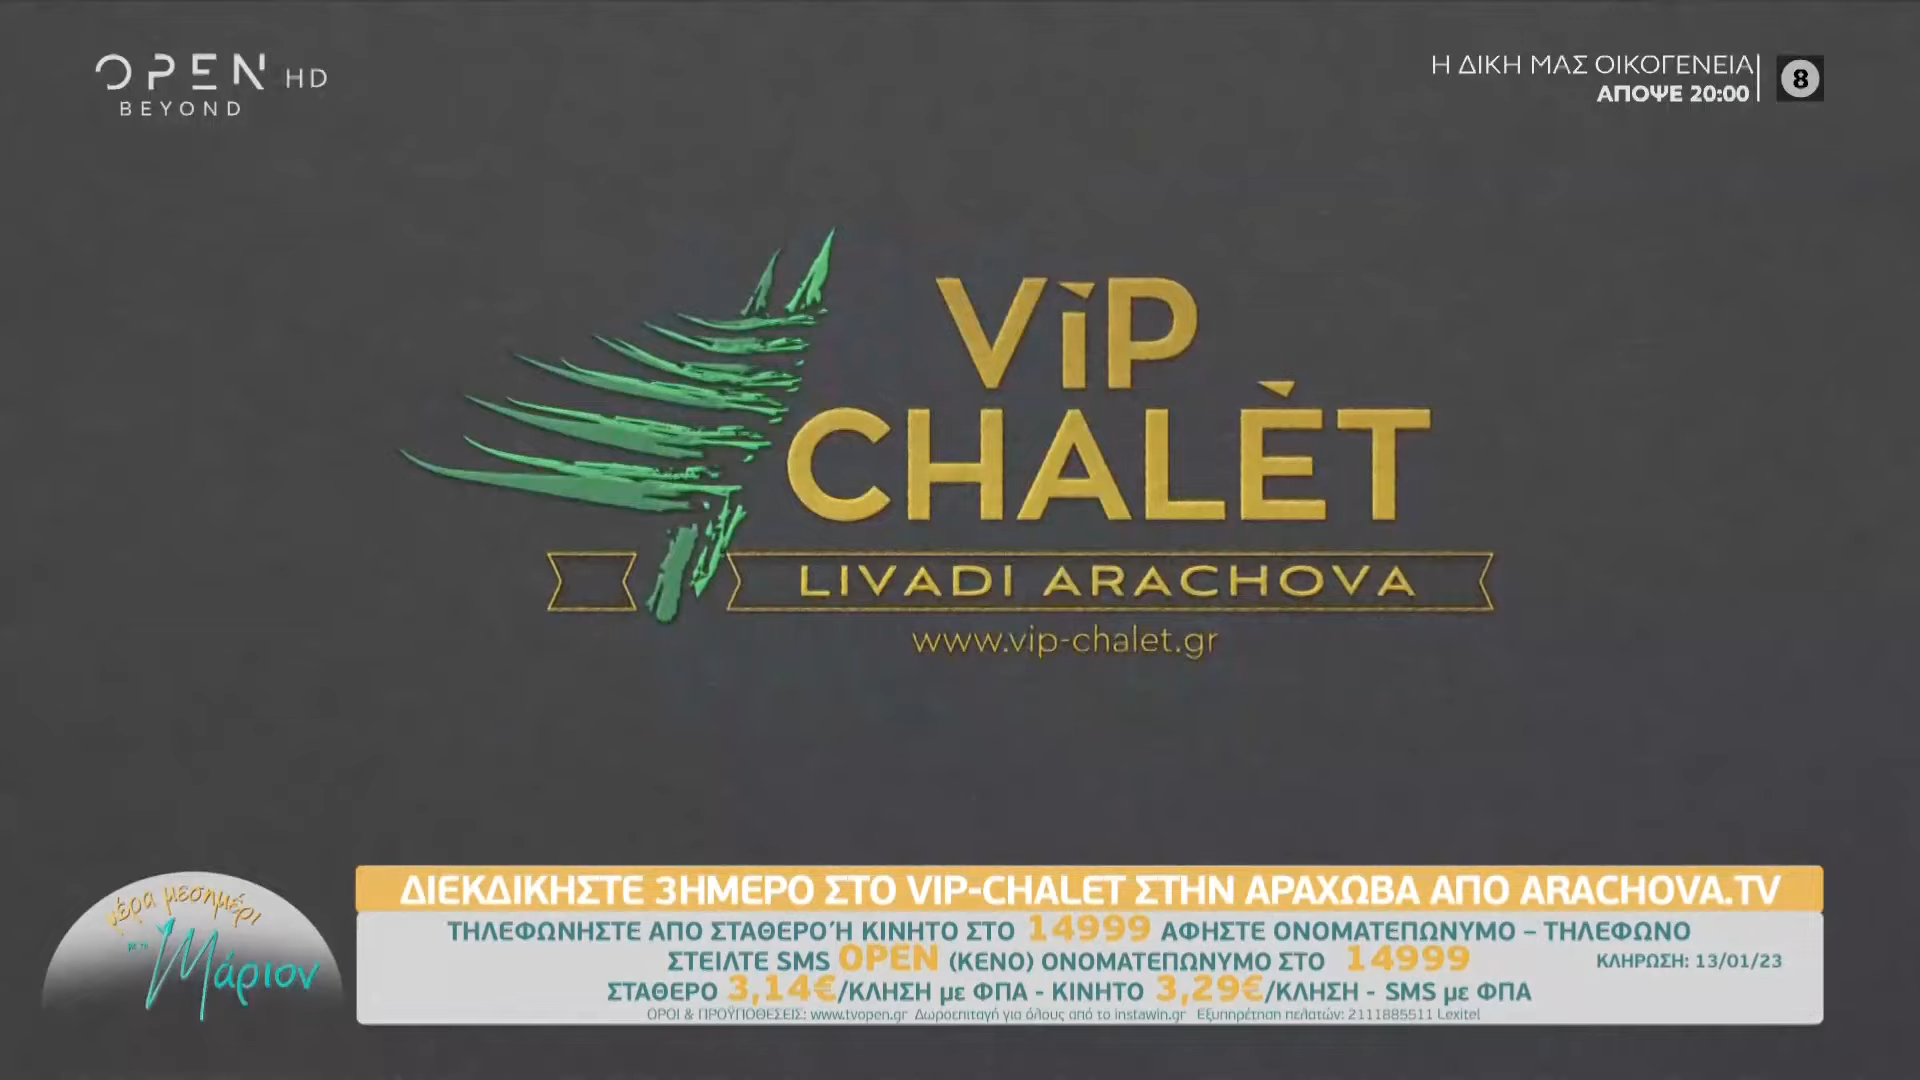 OPEN HD
BEYOND
Η ΔΙΚΗ ΜΑΣ ΟΙΚΟΓΕΝΕΙΑ
ΑΠΟΨΕ 20:00
8
ViP
CHALÈT
LIVADI ARACHOVA
www.vip-chalet.gr
μέρα μεσημέρι
με το
Μάριον
ΔΙΕΚΔΙΚΗΣΤΕ 3ΗΜΕΡΟ ΣΤΟ VIP-CHALET ΣΤΗΝ ΑΡΑΧΩΒΑ ΑΠΟ ARACHOVA.TV
ΤΗΛΕΦΩΝΗΣΤΕ ΑΠΟ ΣΤΑΘΕΡΟ Ή ΚΙΝΗΤΟ ΣΤΟ 14999 ΑΦΗΣΤΕ ΟΝΟΜΑΤΕΠΩΝΥΜΟ – ΤΗΛΕΦΩΝΟ
ΣΤΕΙΛΤΕ SMS OPEN (ΚΕΝΟ) ΟΝΟΜΑΤΕΠΩΝΥΜΟ ΣΤΟ 14999 ΚΛΗΡΩΣΗ: 13/01/23
ΣΤΑΘΕΡΟ 3,14€/ΚΛΗΣΗ με ΦΠΑ - ΚΙΝΗΤΟ 3,29€/ΚΛΗΣΗ - SMS με ΦΠΑ
ΟΡΟΙ & ΠΡΟΫΠΟΘΕΣΕΙΣ: www.tvopen.gr Δωροεπιταγή για όλους από το instawin.gr Εξυπηρέτηση πελατών: 2111885511 Lexitel